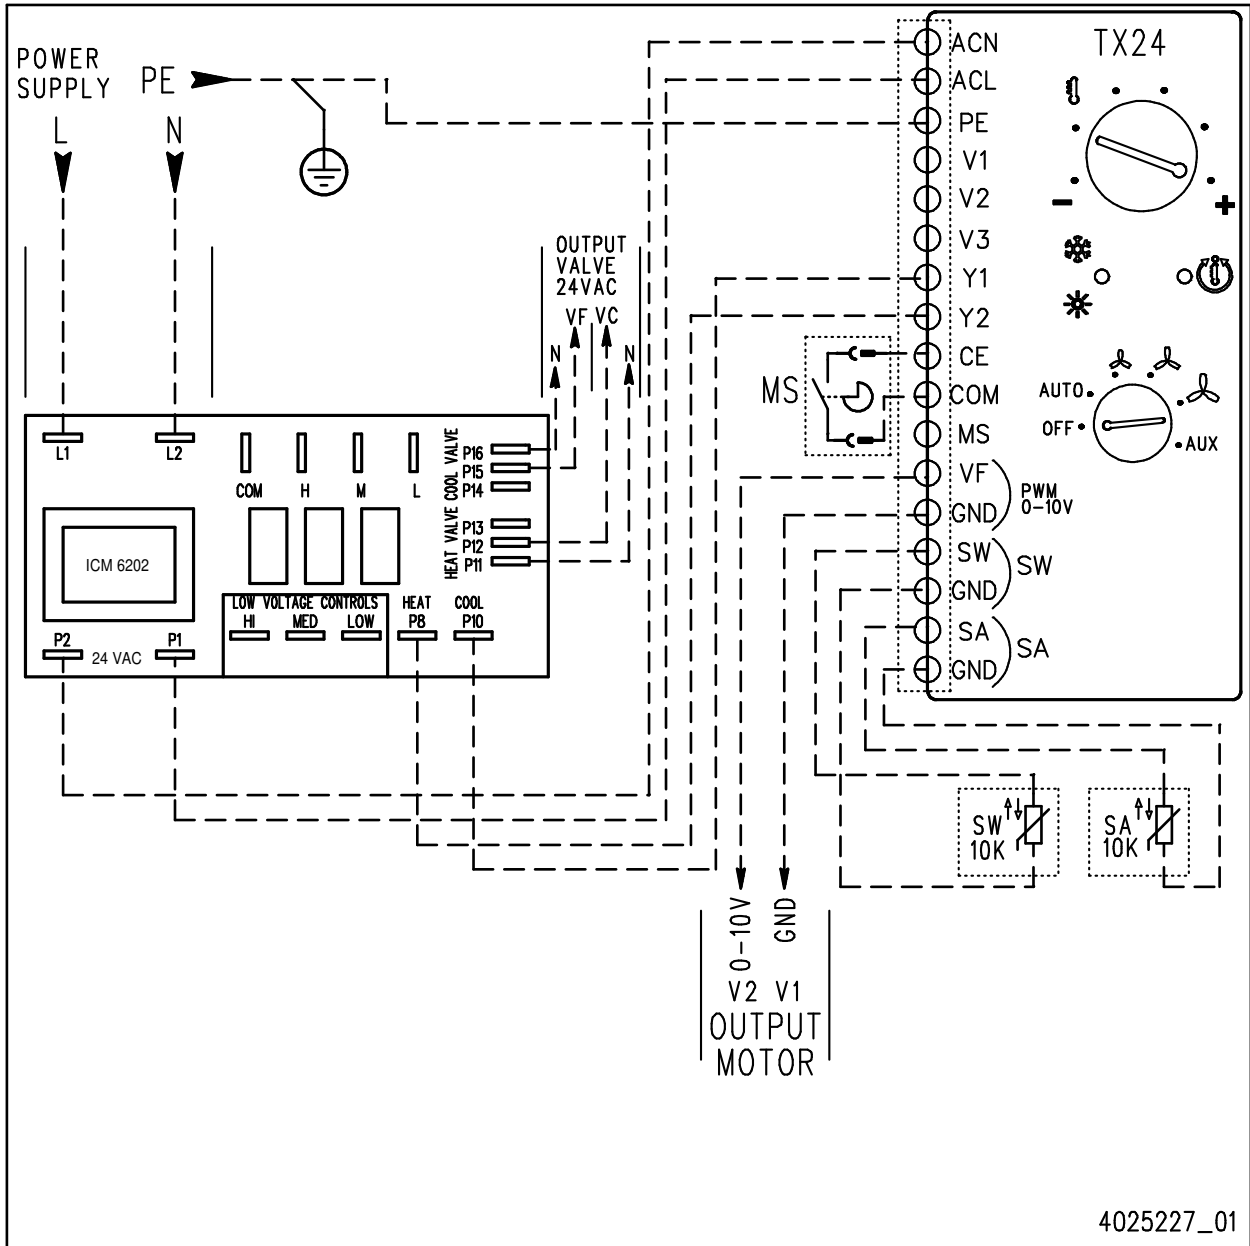 POWER
SUPPLY
PE
L
N
OUTPUT
VALVE
24VAC
VF
VC
N
N
L1
L2
COM
H
M
L
P16
P15
P14
COOL VALVE
P13
P12
P11
HEAT VALVE
ICM 6202
LOW VOLTAGE CONTROLS
HI
MED
LOW
HEAT
P8
COOL
P10
P2
24 VAC
P1
MS
TX24
ACN
ACL
PE
V1
V2
V3
Y1
Y2
CE
COM
MS
VF
GND
PWM
0-10V
SW
GND
SW
SA
GND
SA
−
+
AUTO
OFF
AUX
SW
10K
SA
10K
0-10V
GND
V2
V1
OUTPUT
MOTOR
4025227_01